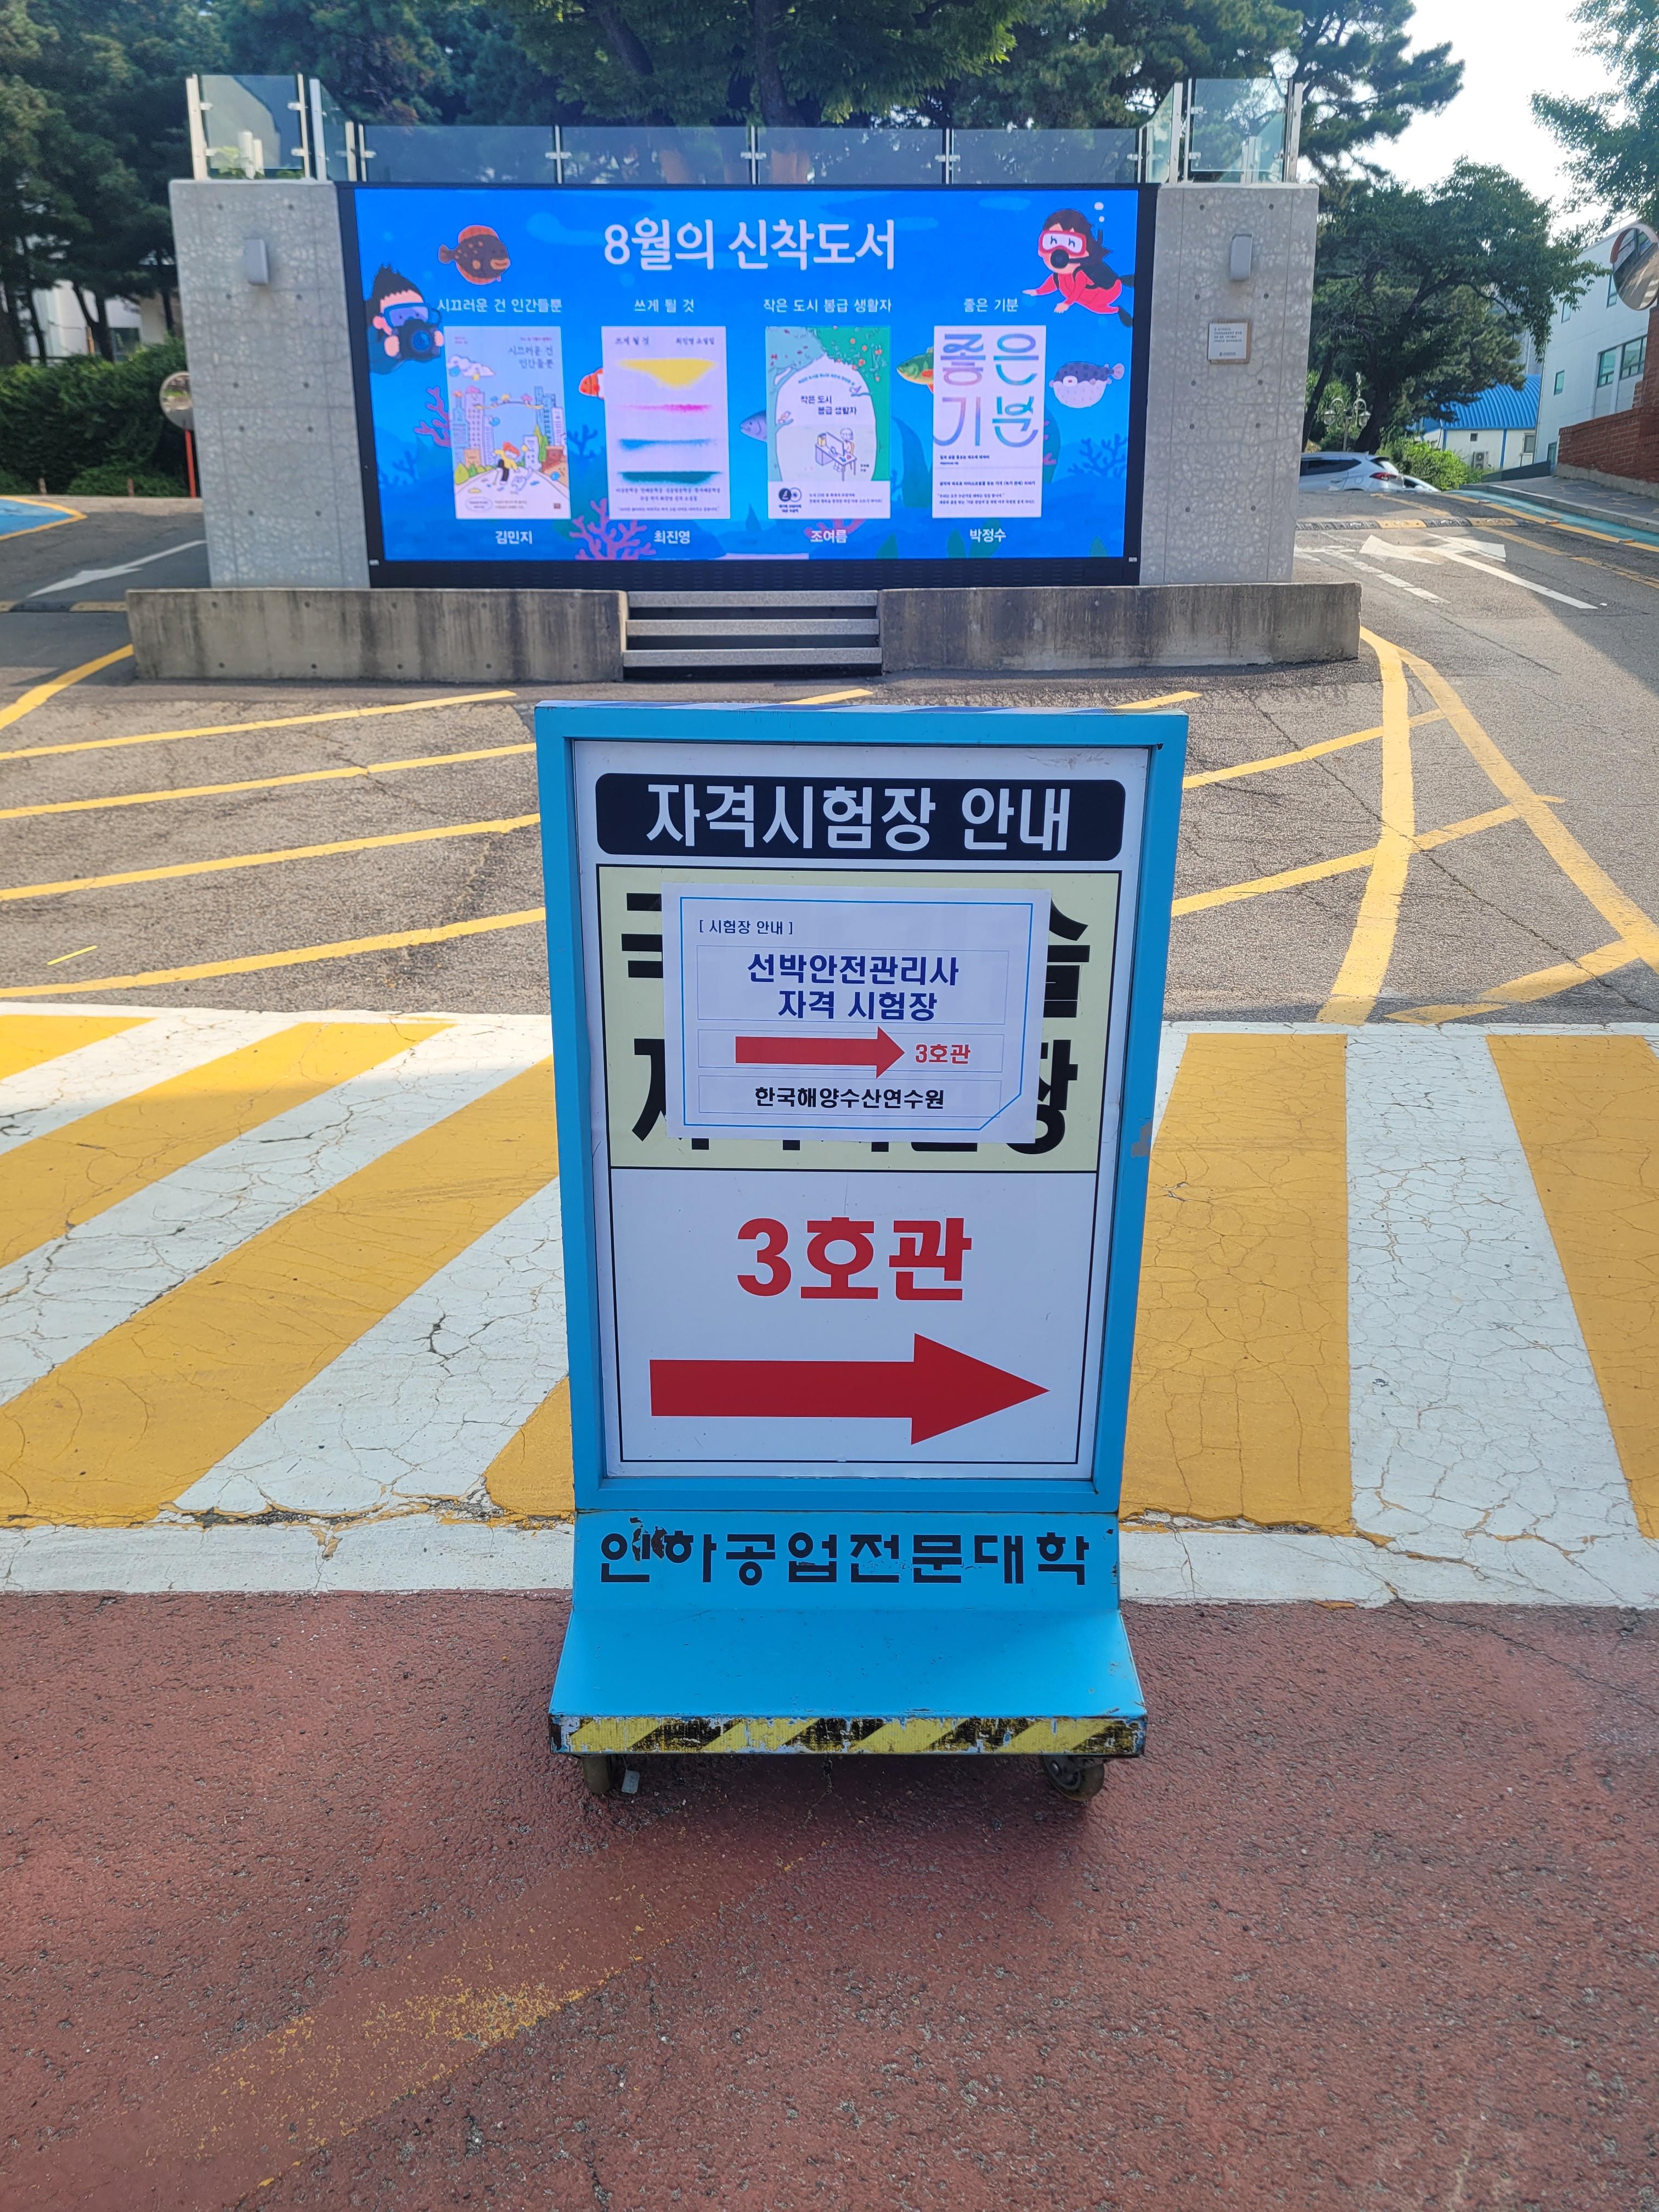 8월의 신착도서
시끄러운 건 인간들뿐
쓰게 될 것
작은 도시 봉급 생활자
좋은 기분
시끄러운 건
인간들뿐
쓰게 될 것 최진영 소설집
작은 도시
봉급 생활자
좋은
기분
김민지
최진영
조여름
박정수
자격시험장 안내
[ 시험장 안내 ]
선박안전관리사
자격 시험장
3호관
한국해양수산연수원
3호관
인하공업전문대학